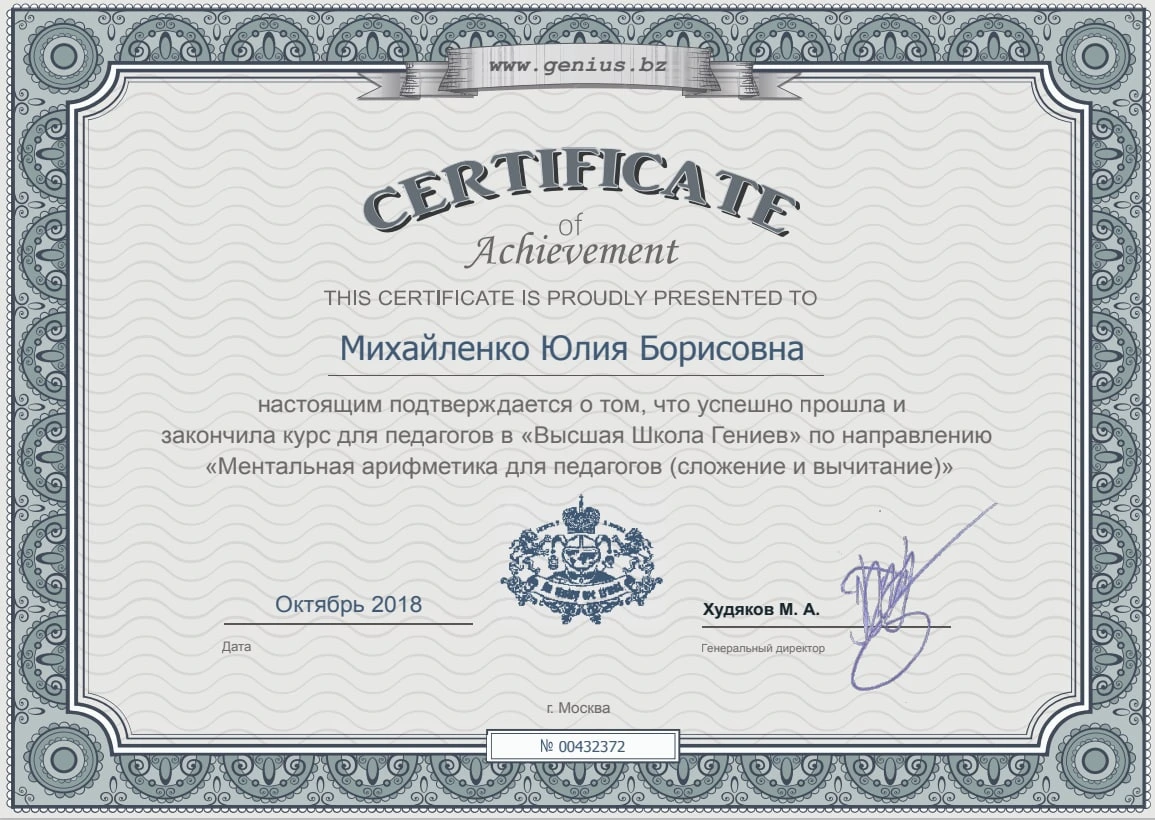 www.genius.bz
CERTIFICATE
of
Achievement
THIS CERTIFICATE IS PROUDLY PRESENTED TO
Михайленко Юлия Борисовна
настоящим подтверждается о том, что успешно прошла и
закончила курс для педагогов в «Высшая Школа Гениев» по направлению
«Ментальная арифметика для педагогов (сложение и вычитание)»
Октябрь 2018
Дата
Худяков М. А.
Генеральный директор
г. Москва
№ 00432372